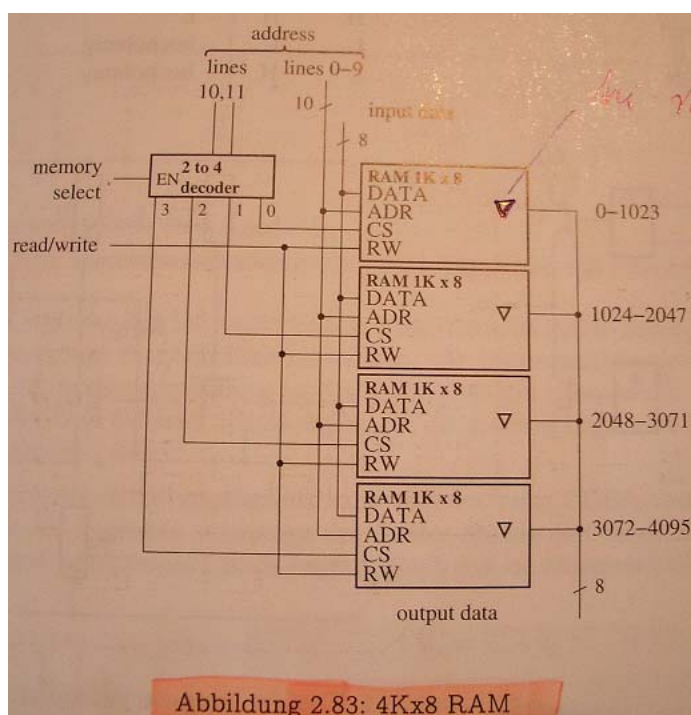 address
lines lines 0–9
10,11
10
input data
8
memory select
EN 2 to 4 decoder
3 2 1 0
read/write
RAM 1K x 8
DATA
ADR
CS
RW
0–1023
RAM 1K x 8
DATA
ADR
CS
RW
1024–2047
RAM 1K x 8
DATA
ADR
CS
RW
2048–3071
RAM 1K x 8
DATA
ADR
CS
RW
3072–4095
8
output data
Abbildung 2.83: 4Kx8 RAM